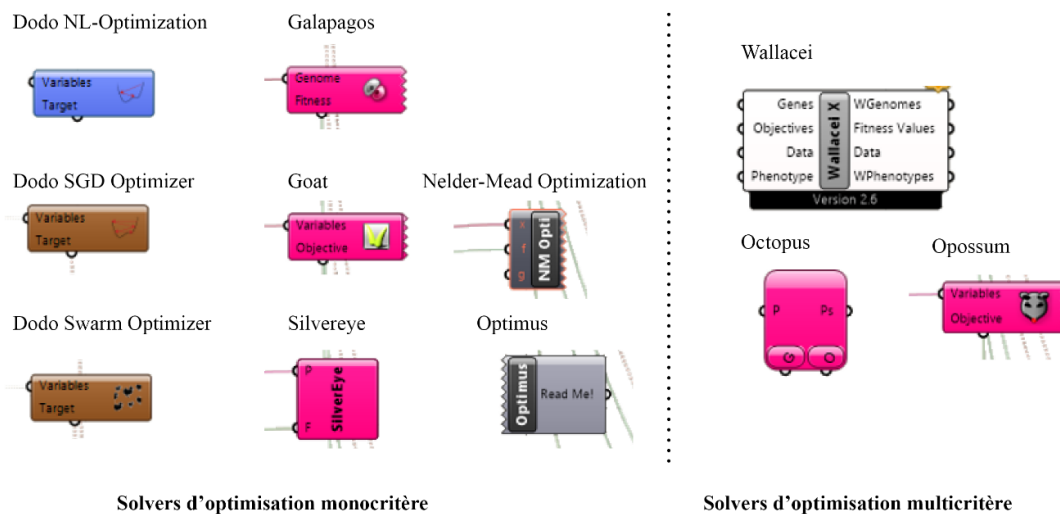 Dodo NL-Optimization
Variables
Target
Galapagos
Genome
Fitness
Dodo SGD Optimizer
Variables
Target
Goat
Variables
Objective
Nelder-Mead Optimization
x
f
g
NM Opti
Dodo Swarm Optimizer
Variables
Target
Silvereye
P
F
SilverEye
Optimus
Optimus
Read Me!
Solvers d’optimisation monocritère
Wallacei
Genes
Objectives
Data
Phenotype
Wallacei X
WGenomes
Fitness Values
Data
WPhenotypes
Version 2.6
Octopus
P
Ps
G
O
Opossum
Variables
Objective
Solvers d’optimisation multicritère